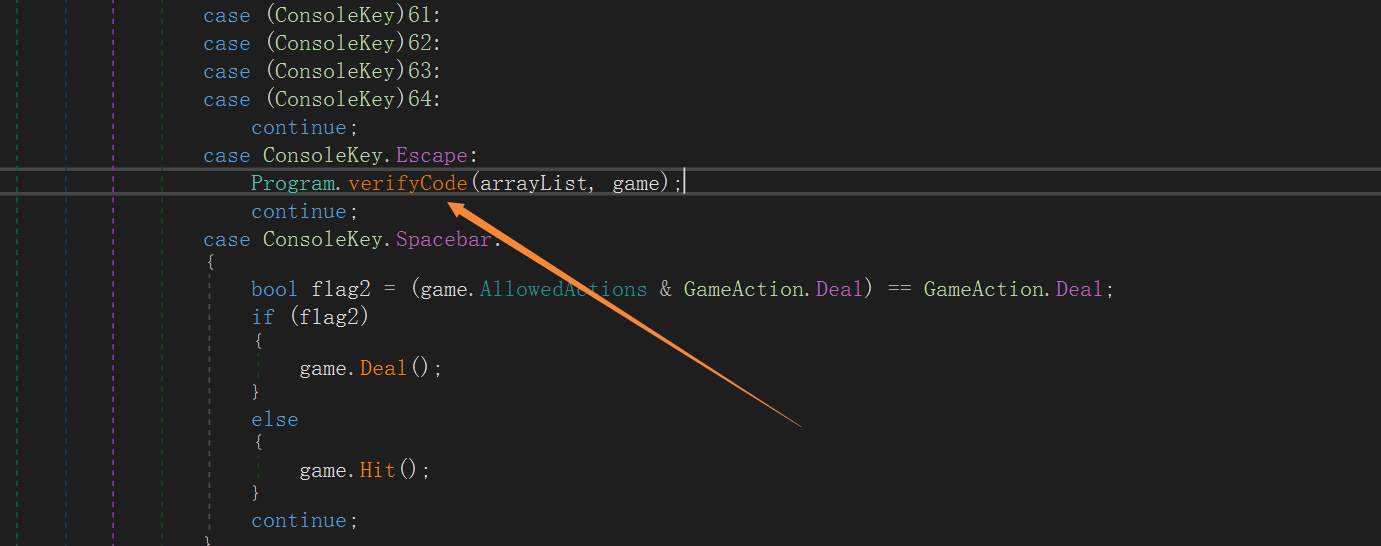 case (ConsoleKey)61:
case (ConsoleKey)62:
case (ConsoleKey)63:
case (ConsoleKey)64:
continue;
case ConsoleKey.Escape:
Program.verifyCode(arrayList, game);
continue;
case ConsoleKey.Spacebar:
{
bool flag2 = (game.AllowedActions & GameAction.Deal) == GameAction.Deal;
if (flag2)
{
game.Deal();
}
else
{
game.Hit();
}
continue;
}